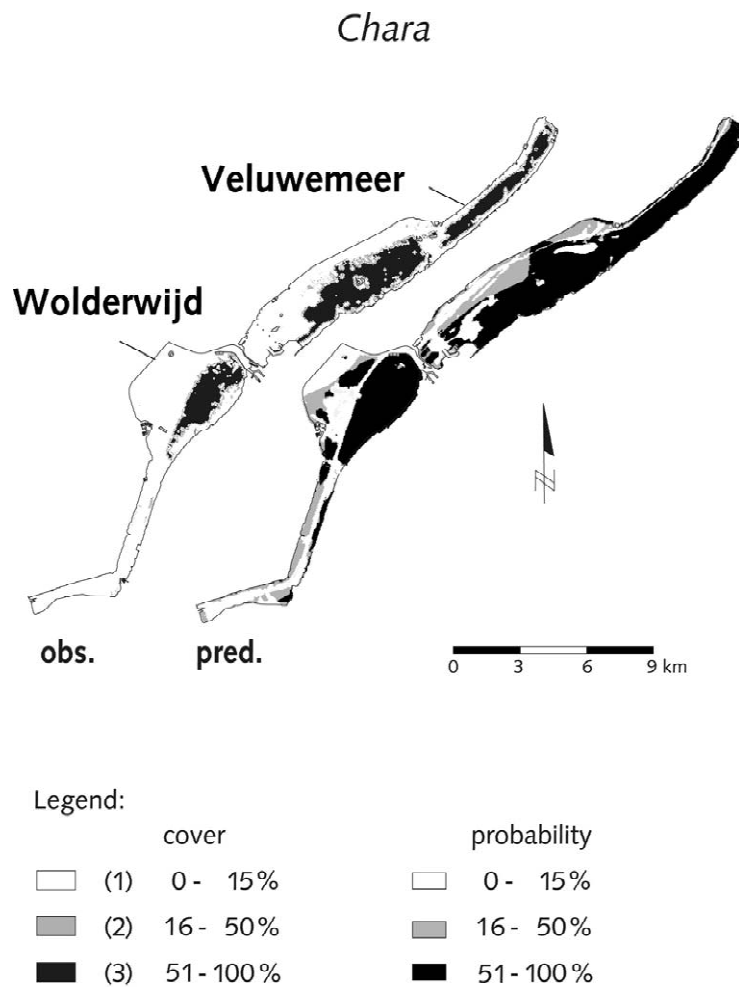 Chara
Veluwemeer
Wolderwijd
N
obs. pred.
0 3 6 9 km
Legend:
cover probability
(1) 0 - 15 % 0 - 15 %
(2) 16 - 50 % 16 - 50 %
(3) 51 - 100 % 51 - 100 %